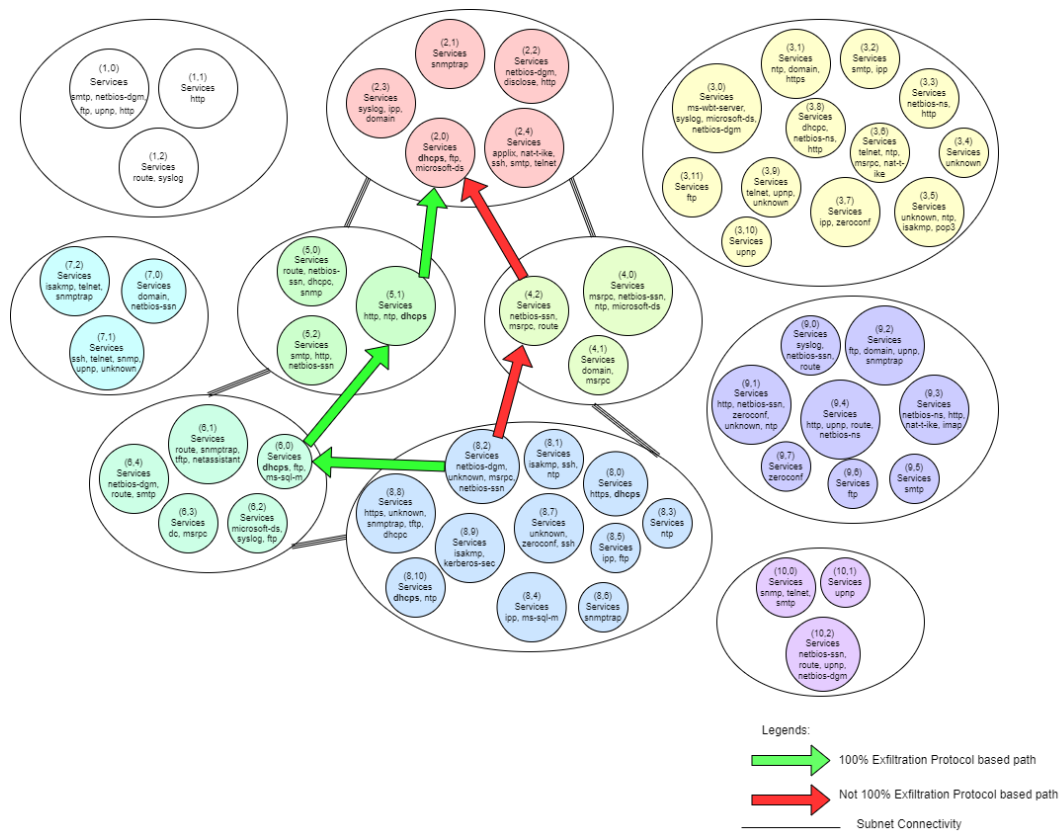 (1,0)
Services
smtp, netbios-dgm,
ftp, upnp, http
(1,1)
Services
http
(1,2)
Services
route, syslog
(2,1)
Services
snmptrap
(2,2)
Services
netbios-dgm,
disclose, http
(2,3)
Services
syslog, ipp,
domain
(2,0)
Services
dhcps, ftp,
microsoft-ds
(2,4)
Services
applix, nat-t-ike,
ssh, smtp, telnet
(3,1)
Services
ntp, domain,
https
(3,2)
Services
smtp, ipp
(3,0)
Services
ms-wbt-server,
syslog, microsoft-ds,
netbios-dgm
(3,3)
Services
netbios-ns,
http
(3,8)
Services
dhcpc,
netbios-ns,
http
(3,6)
Services
telnet, ntp,
msrpc, nat-t-
ike
(3,4)
Services
unknown
(3,11)
Services
ftp
(3,9)
Services
telnet, upnp,
unknown
(3,7)
Services
ipp, zeroconf
(3,5)
Services
unknown, ntp,
isakmp, pop3
(3,10)
Services
upnp
(7,2)
Services
isakmp, telnet,
snmptrap
(7,0)
Services
domain,
netbios-ssn
(7,1)
Services
ssh, telnet, snmp,
upnp, unknown
(5,0)
Services
route, netbios-
ssn, dhcpc,
snmp
(5,1)
Services
http, ntp, dhcps
(5,2)
Services
smtp, http,
netbios-ssn
(4,0)
Services
msrpc, netbios-ssn,
ntp, microsoft-ds
(4,2)
Services
netbios-ssn,
msrpc, route
(4,1)
Services
domain,
msrpc
(9,0)
Services
syslog,
netbios-ssn,
route
(9,2)
Services
ftp, domain, upnp,
snmptrap
(9,1)
Services
http, netbios-ssn,
zeroconf,
unknown, ntp
(9,4)
Services
http, upnp, route,
netbios-ns
(9,3)
Services
netbios-ns, http,
nat-t-ike, imap
(9,7)
Services
zeroconf
(9,6)
Services
ftp
(9,5)
Services
smtp
(6,1)
Services
route, snmptrap,
tftp, netassistant
(6,0)
Services
dhcps, ftp,
ms-sql-m
(6,4)
Services
netbios-dgm,
route, smtp
(6,3)
Services
dc, msrpc
(6,2)
Services
microsoft-ds,
syslog, ftp
(8,2)
Services
netbios-dgm,
unknown, msrpc,
netbios-ssn
(8,1)
Services
isakmp, ssh,
ntp
(8,0)
Services
https, dhcps
(8,8)
Services
https, unknown,
snmptrap, tftp,
dhcpc
(8,7)
Services
unknown,
zeroconf, ssh
(8,3)
Services
ntp
(8,9)
Services
isakmp,
kerberos-sec
(8,5)
Services
ipp, ftp
(8,10)
Services
dhcps, ntp
(8,4)
Services
ipp, ms-sql-m
(8,6)
Services
snmptrap
(10,0)
Services
snmp, telnet,
smtp
(10,1)
Services
upnp
(10,2)
Services
netbios-ssn,
route, upnp,
netbios-dgm
Legends:
100% Exfiltration Protocol based path
Not 100% Exfiltration Protocol based path
Subnet Connectivity